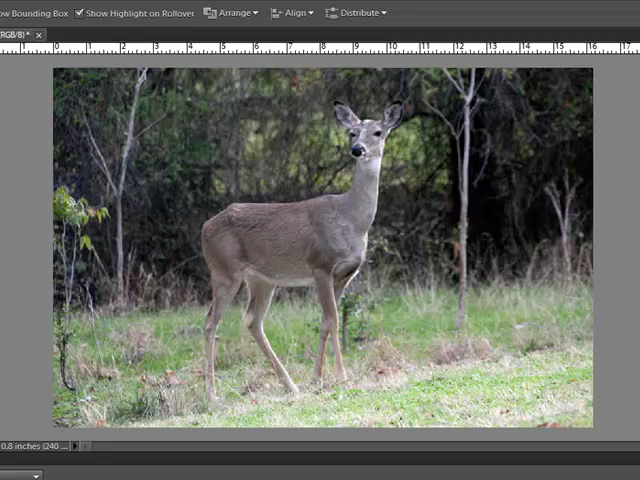 ow Bounding Box Show Highlight on Rollover Arrange Align Distribute
(RGB/8) * ×
1 0 1 2 3 4 5 6 7 8 9 10 11 12 13 14 15 16 17
0.8 inches (240 ...